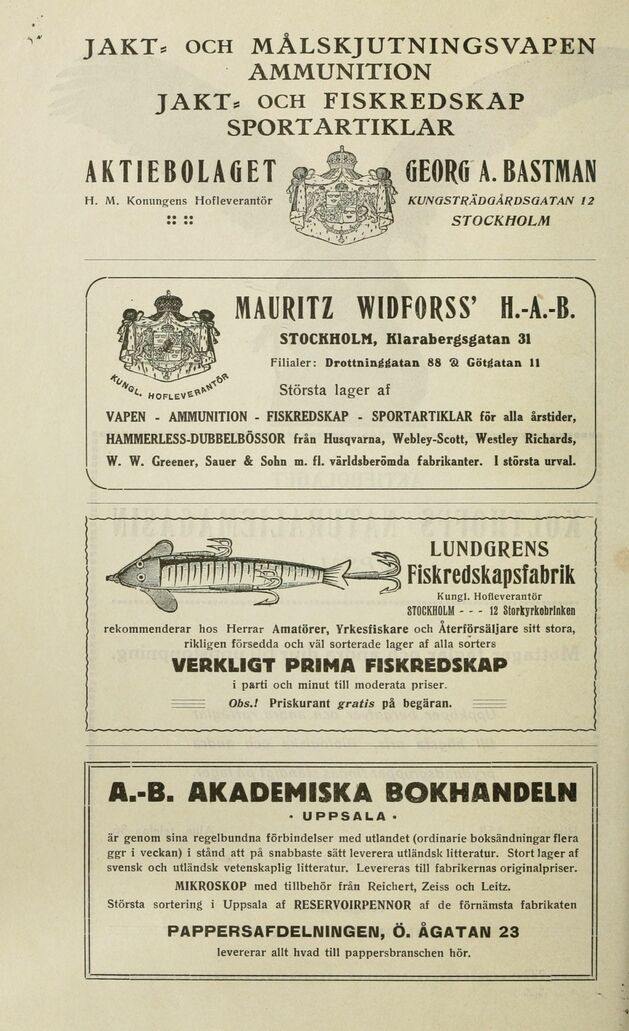 JAKT= OCH MÅLSKJUTNINGSVAPEN
AMMUNITION
JAKT= OCH FISKREDSKAP
SPORTARTIKLAR
AKTIEBOLAGET GEORG A. BASTMAN
H. M. Konungens Hofleverantör KUNGSTRÄDGÅRDSGATAN 12
:: :: STOCKHOLM
MAURITZ WIDFORSS' H.-A.-B.
STOCKHOLM, Klarabergsgatan 31
Filialer: Drottninggatan 88 & Götgatan 11
KUNGL. HOFLEVERANTÖR
Största lager af
VAPEN - AMMUNITION - FISKREDSKAP - SPORTARTIKLAR för alla årstider,
HAMMERLESS-DUBBELBÖSSOR från Husqvarna, Webley-Scott, Westley Richards,
W. W. Greener, Sauer & Sohn m. fl. världsberömda fabrikanter. I största urval.
LUNDGRENS
Fiskredskapsfabrik
Kungl. Hofleverantör
STOCKHOLM - - - 12 Storkyrkobrinken
rekommenderar hos Herrar Amatörer, Yrkesfiskare och Återförsäljare sitt stora,
rikligen försedda och väl sorterade lager af alla sorters
VERKLIGT PRIMA FISKREDSKAP
i parti och minut till moderata priser.
Obs.! Priskurant gratis på begäran.
A.-B. AKADEMISKA BOKHANDELN
· UPPSALA ·
är genom sina regelbundna förbindelser med utlandet (ordinarie boksändningar flera
ggr i veckan) i stånd att på snabbaste sätt leverera utländsk litteratur. Stort lager af
svensk och utländsk vetenskaplig litteratur. Levereras till fabrikernas originalpriser.
MIKROSKOP med tillbehör från Reichert, Zeiss och Leitz.
Största sortering i Uppsala af RESERVOIRPENNOR af de förnämsta fabrikaten
PAPPERSAFDELNINGEN, Ö. ÅGATAN 23
levererar allt hvad till pappersbranschen hör.